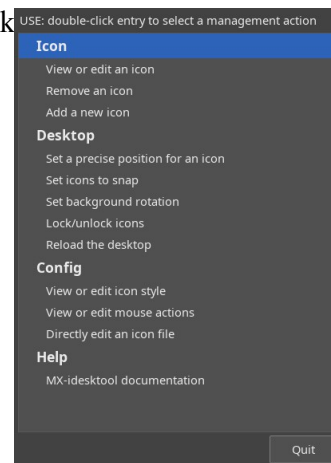 k
USE: double-click entry to select a management action
Icon
View or edit an icon
Remove an icon
Add a new icon
Desktop
Set a precise position for an icon
Set icons to snap
Set background rotation
Lock/unlock icons
Reload the desktop
Config
View or edit icon style
View or edit mouse actions
Directly edit an icon file
Help
MX-idesktool documentation
Quit